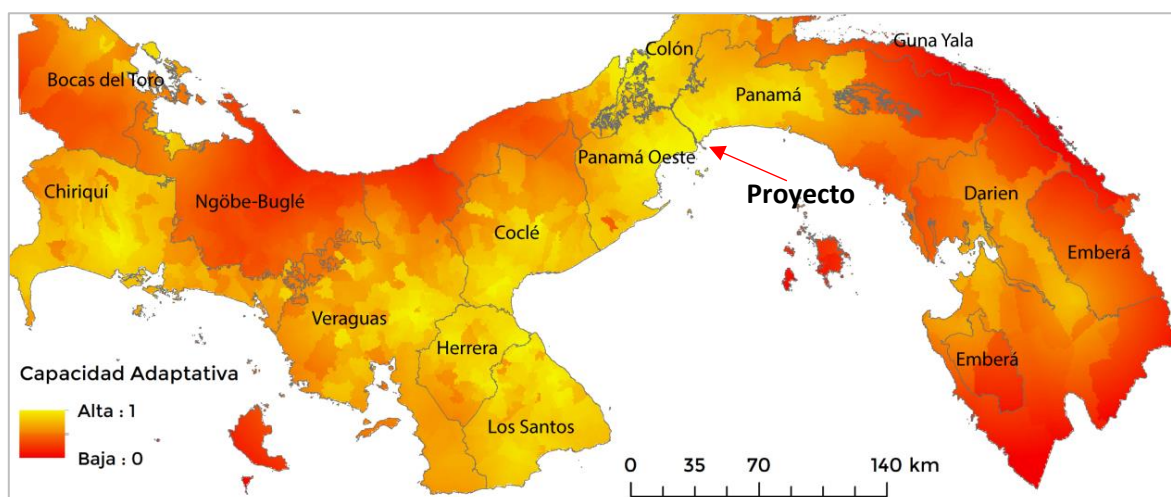 Colón
Guna Yala
Bocas del Toro
Panamá
Panamá Oeste
Proyecto
Chiriquí
Ngöbe-Buglé
Coclé
Darien
Emberá
Veraguas
Herrera
Emberá
Los Santos
Capacidad Adaptativa
Alta : 1
Baja : 0
0 35 70 140 km